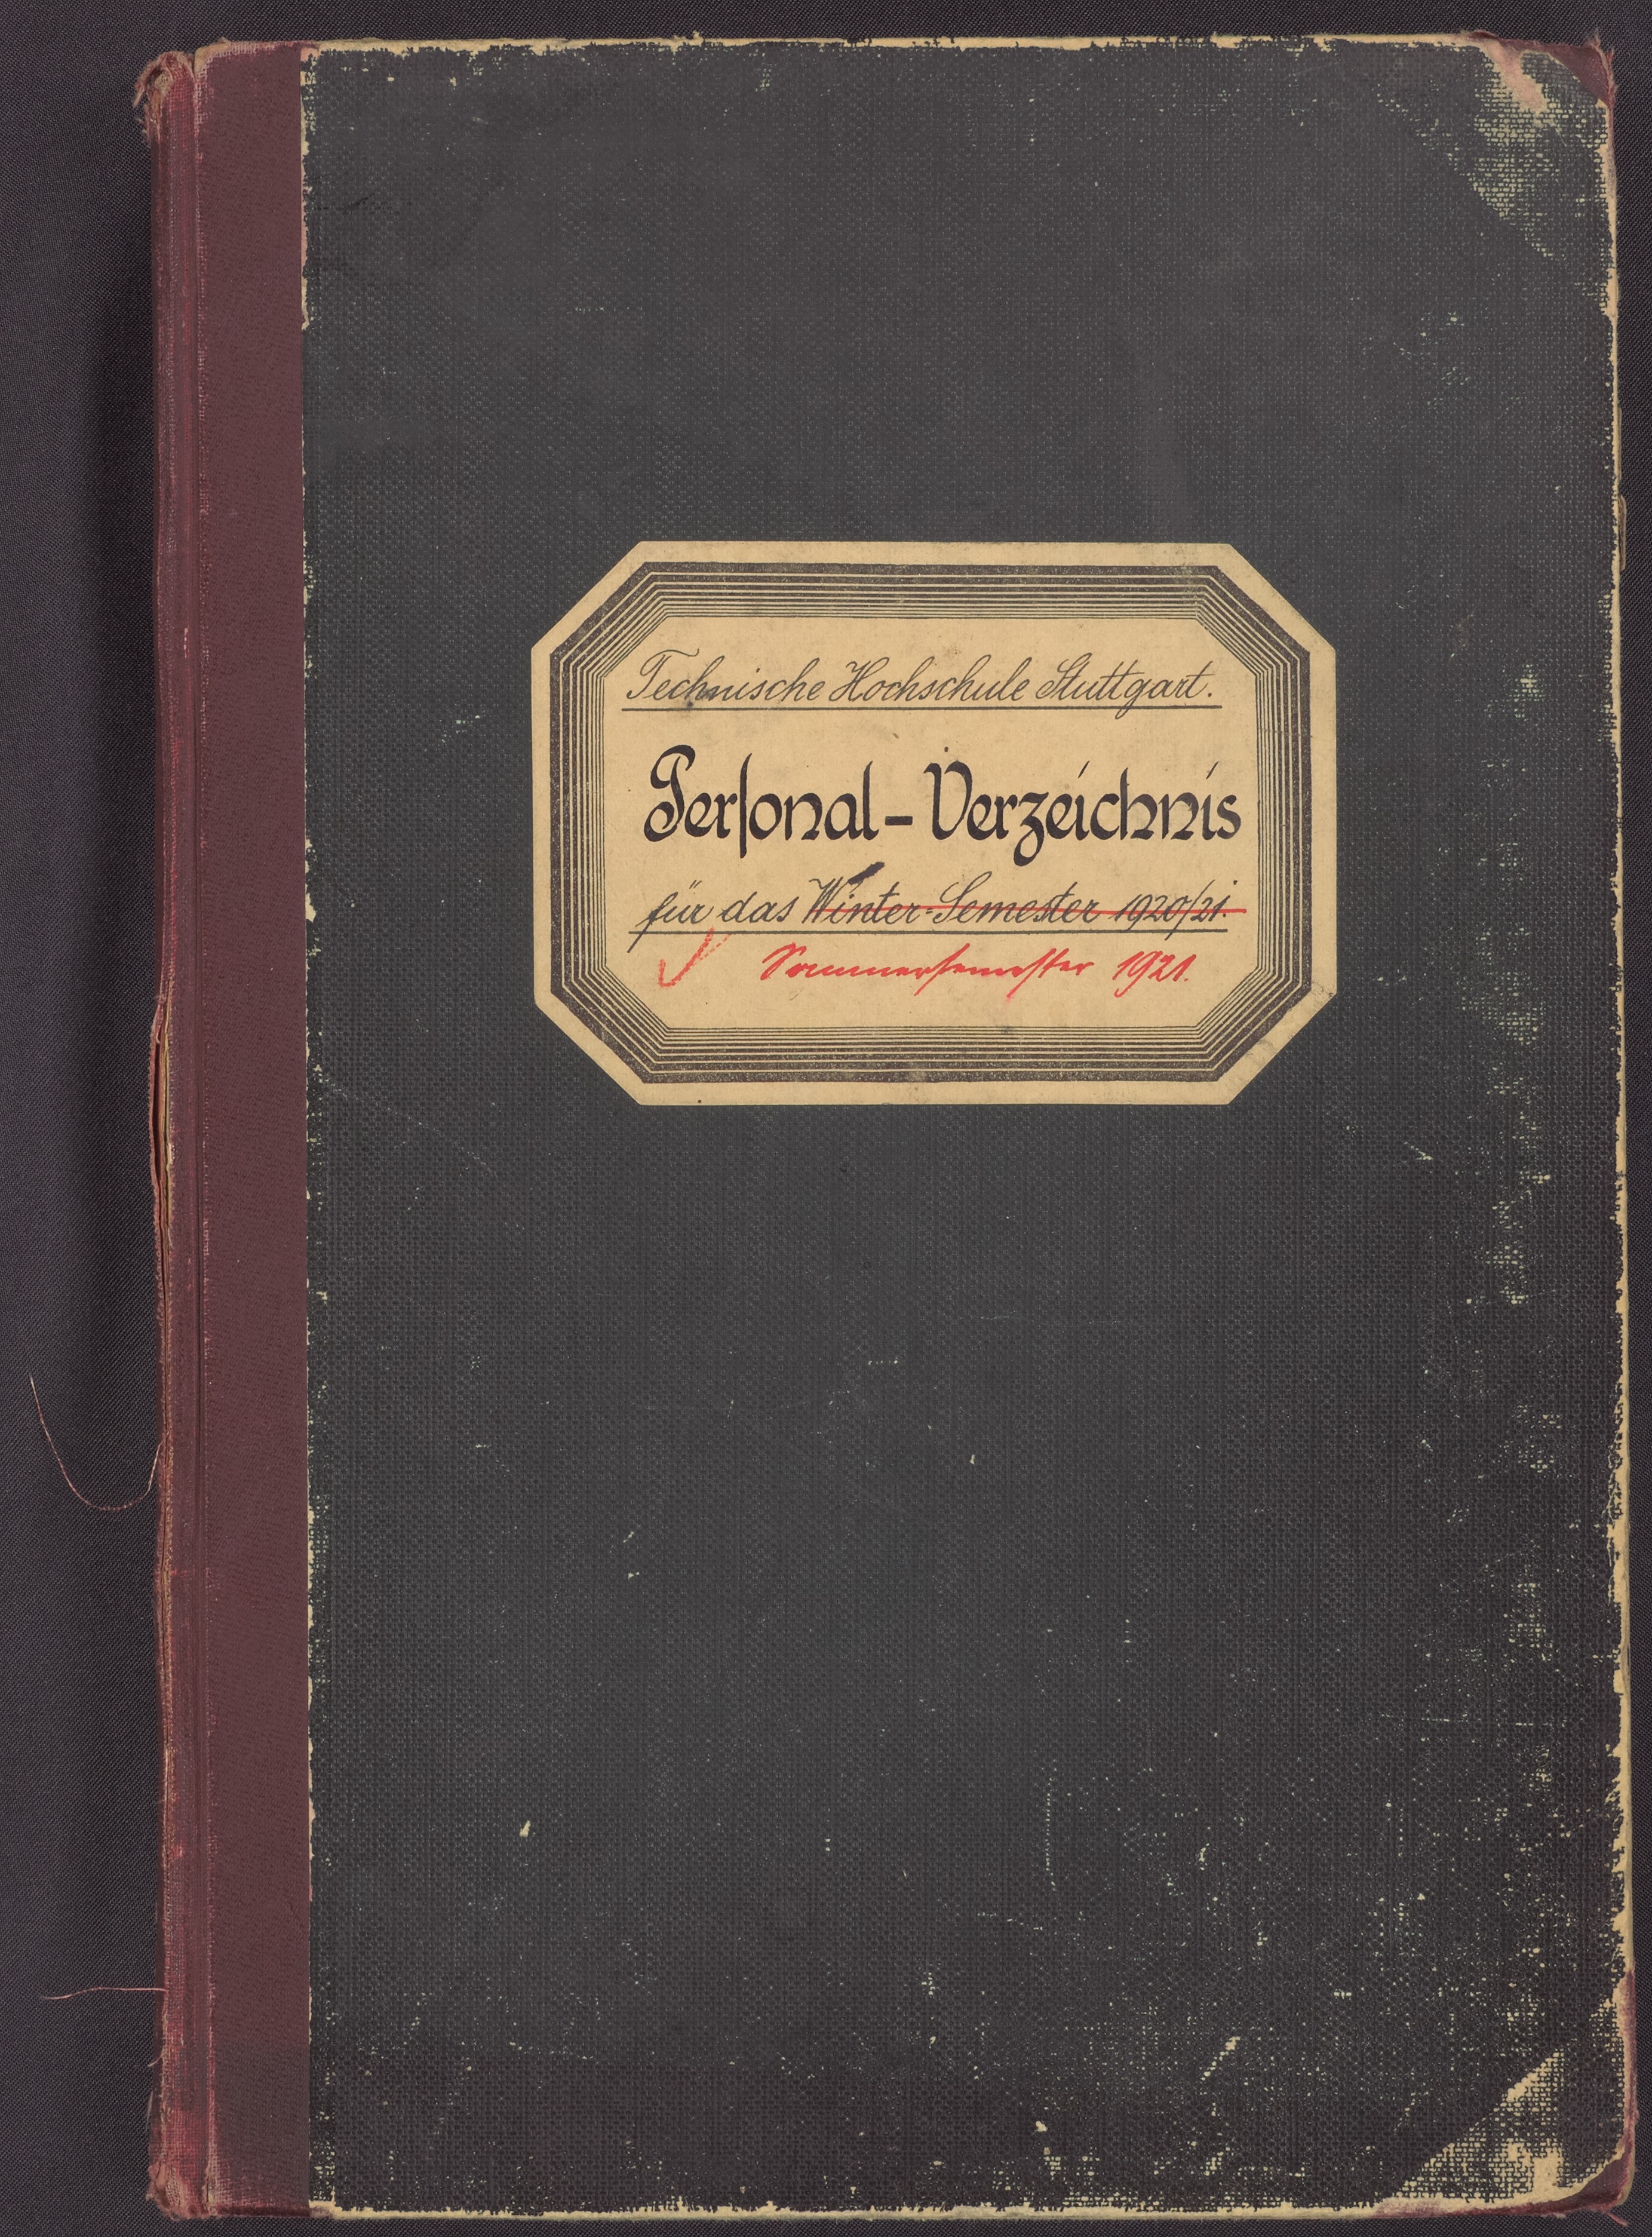 Technische Hochschule Stuttgart.
Personal-Verzeichnis
für das Winter-Semester 1920/21.
Sommersemester 1921.